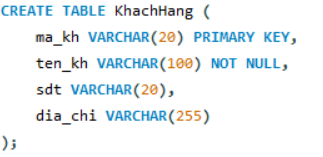 CREATE TABLE KhachHang (
    ma_kh VARCHAR(20) PRIMARY KEY,
    ten_kh VARCHAR(100) NOT NULL,
    sdt VARCHAR(20),
    dia_chi VARCHAR(255)
);